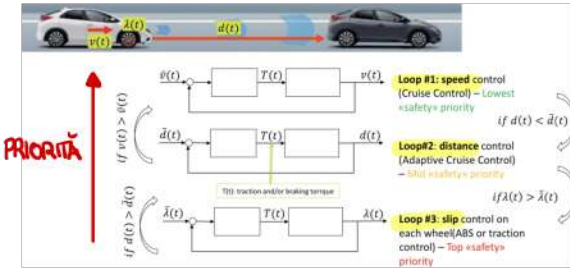 λ(t)
v(t)
d(t)
PRIORITÀ
if v(t) > v̄(t)
v̄(t)
T(t)
v(t)
Loop #1: speed control
(Cruise Control) – Lowest
«safety» priority
if d(t) < d̄(t)
d̄(t)
T(t)
d(t)
Loop#2: distance control
(Adaptive Cruise Control)
– Mid «safety» priority
T(t): traction and/or braking torque
ifλ(t) > λ̄(t)
if d(t) > d̄(t)
λ̄(t)
T(t)
λ(t)
Loop #3: slip control on
each wheel(ABS or traction
control) – Top «safety»
priority